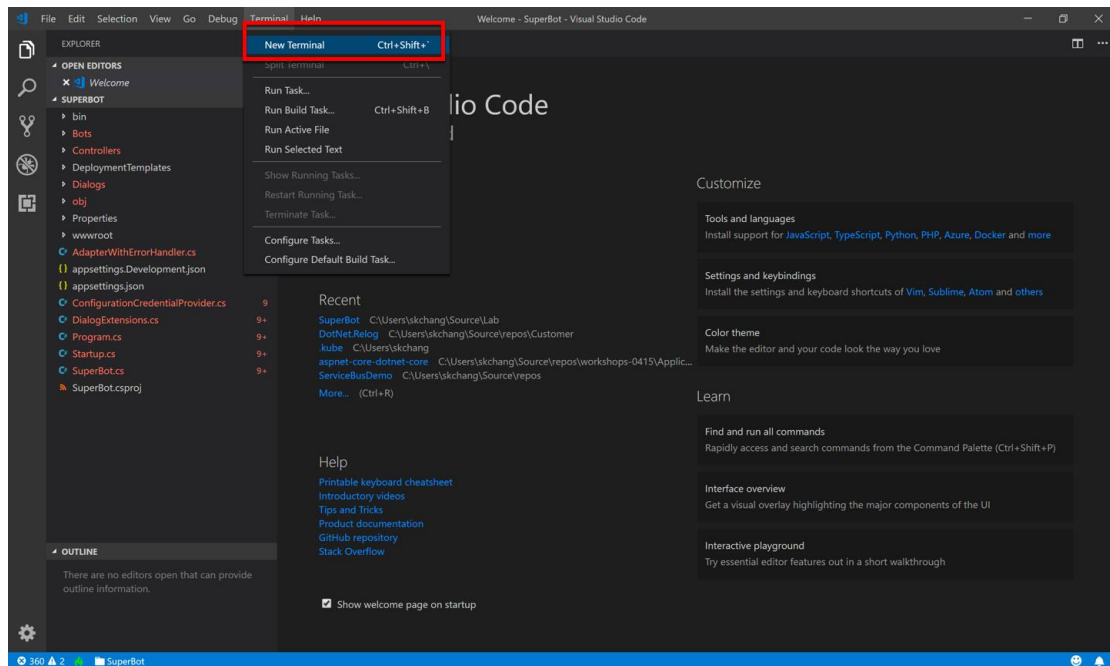 File Edit Selection View Go Debug Terminal Help Welcome - SuperBot - Visual Studio Code
EXPLORER
OPEN EDITORS
Welcome
SUPERBOT
bin
Bots
Controllers
DeploymentTemplates
Dialogs
obj
Properties
wwwroot
AdapterWithErrorHandler.cs
{} appsettings.Development.json
{} appsettings.json
ConfigurationCredentialProvider.cs 9
DialogExtensions.cs 9+
Program.cs 9+
Startup.cs 9+
SuperBot.cs 9+
SuperBot.csproj
OUTLINE
There are no editors open that can provide
outline information.
New Terminal Ctrl+Shift+`
Split Terminal Ctrl+\
Run Task...
Run Build Task... Ctrl+Shift+B
Run Active File
Run Selected Text
Show Running Tasks...
Restart Running Task...
Terminate Task...
Configure Tasks...
Configure Default Build Task...
io Code
d
Recent
SuperBot C:\Users\skchang\Source\Lab
DotNet.Relog C:\Users\skchang\Source\repos\Customer
.kube C:\Users\skchang
aspnet-core-dotnet-core C:\Users\skchang\Source\repos\workshops-0415\Applic...
ServiceBusDemo C:\Users\skchang\Source\repos
More... (Ctrl+R)
Help
Printable keyboard cheatsheet
Introductory videos
Tips and Tricks
Product documentation
GitHub repository
Stack Overflow
Show welcome page on startup
Customize
Tools and languages
Install support for JavaScript, TypeScript, Python, PHP, Azure, Docker and more
Settings and keybindings
Install the settings and keyboard shortcuts of Vim, Sublime, Atom and others
Color theme
Make the editor and your code look the way you love
Learn
Find and run all commands
Rapidly access and search commands from the Command Palette (Ctrl+Shift+P)
Interface overview
Get a visual overlay highlighting the major components of the UI
Interactive playground
Try essential editor features out in a short walkthrough
360 2 SuperBot